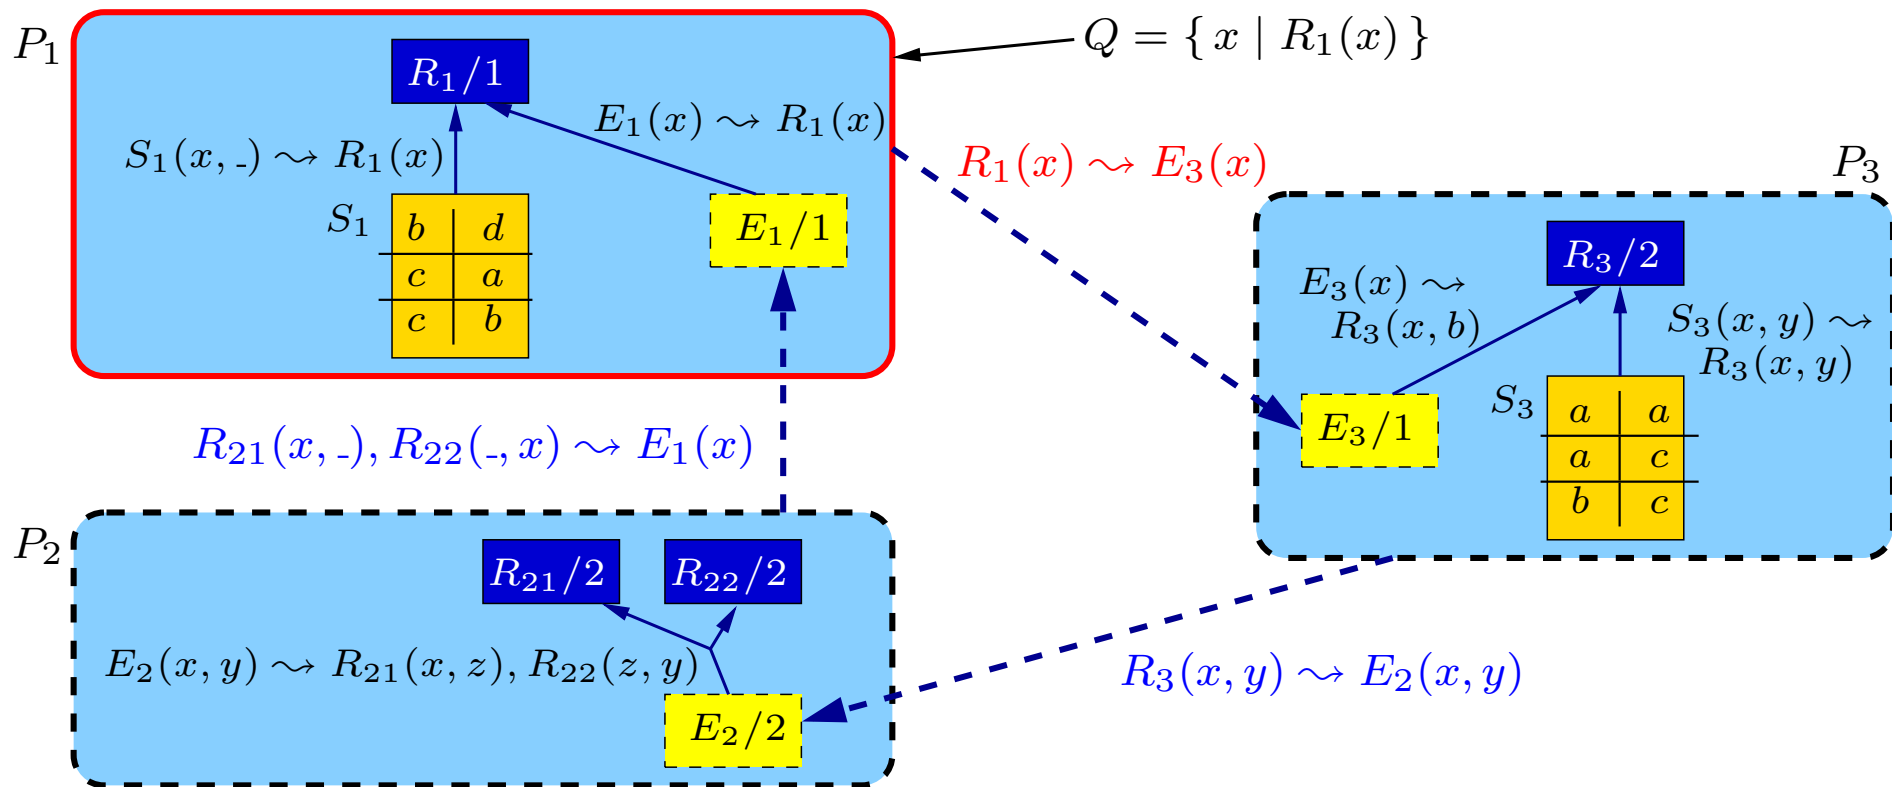 P₁
R₁/1
Q = { x | R₁(x) }
E₁(x) ⇝ R₁(x)
S₁(x, _) ⇝ R₁(x)
S₁
b d
c a
c b
E₁/1
R₁(x) ⇝ E₃(x)
P₃
R₃/2
E₃(x) ⇝
R₃(x, b)
S₃(x, y) ⇝
R₃(x, y)
E₃/1
S₃
a a
a c
b c
R₂₁(x, _), R₂₂(_, x) ⇝ E₁(x)
P₂
R₂₁/2
R₂₂/2
E₂(x, y) ⇝ R₂₁(x, z), R₂₂(z, y)
E₂/2
R₃(x, y) ⇝ E₂(x, y)